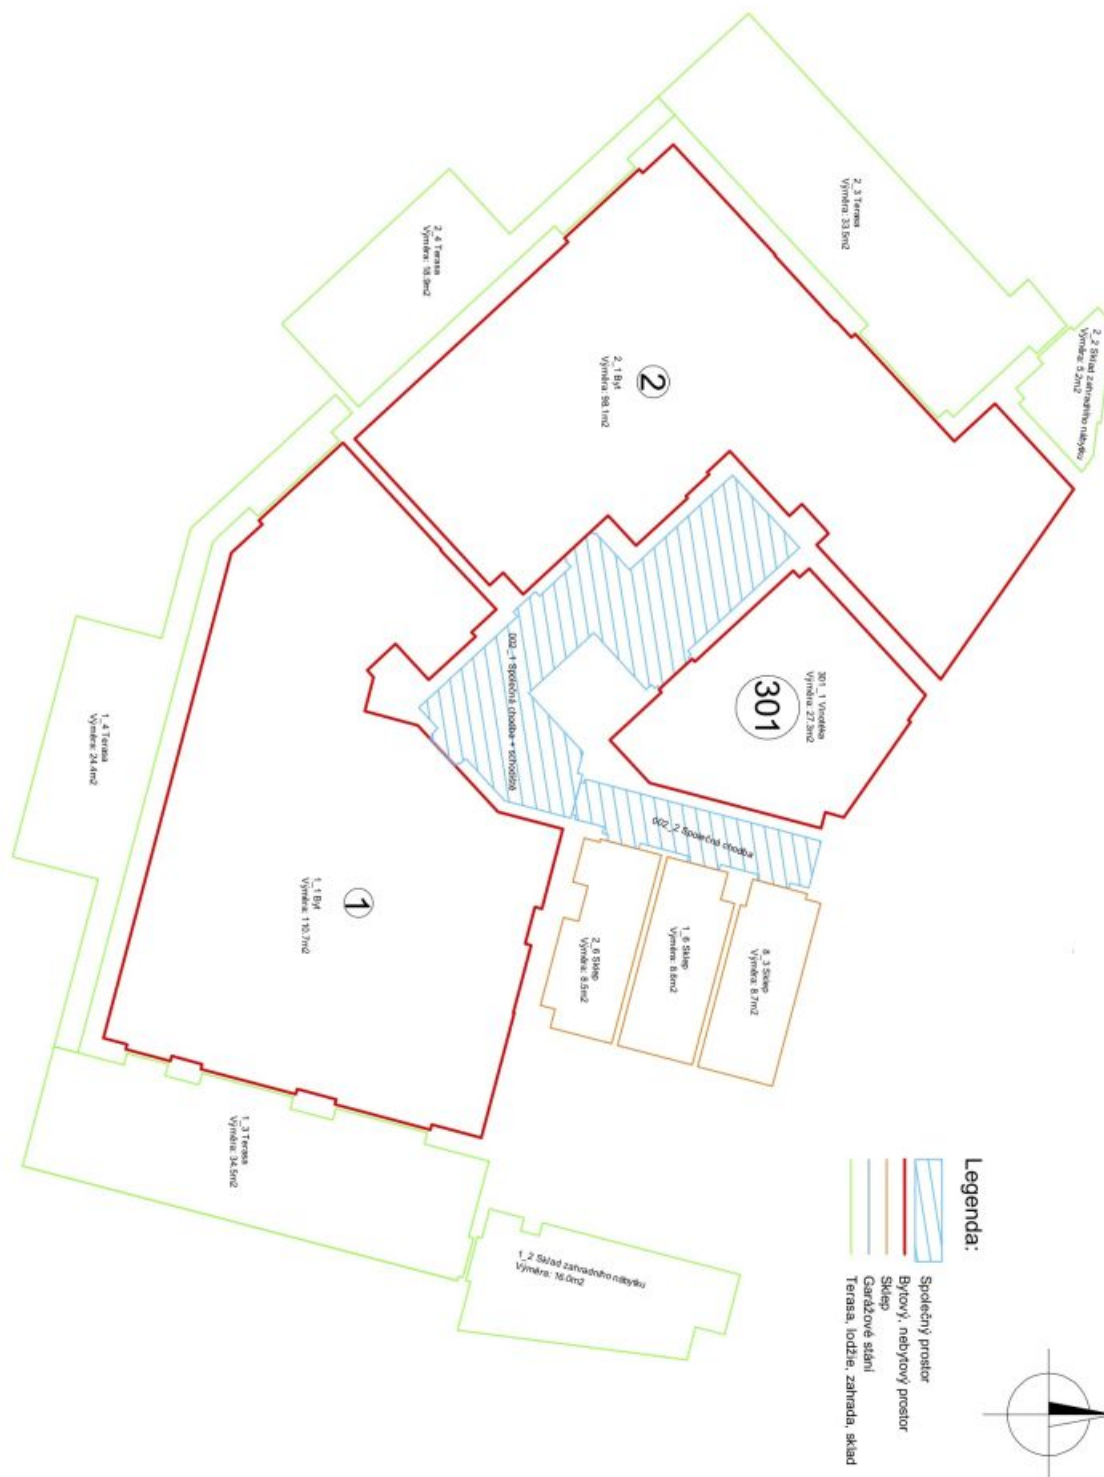 2_3 Terasa
Výměra: 33.5m2
2_2 Sklad zahradního nábytku
Výměra: 5.2m2
2_4 Terasa
Výměra: 18.9m2
2
2_1 Byt
Výměra: 98.1m2
301_1 Vinotéka
Výměra: 27.3m2
301
002_1 Společná chodba + schodiště
002_2 Společná chodba
1_4 Terasa
Výměra: 24.4m2
1
1_1 Byt
Výměra: 110.7m2
2_6 Sklep
Výměra: 8.5m2
1_6 Sklep
Výměra: 8.8m2
8_3 Sklep
Výměra: 8.7m2
1_3 Terasa
Výměra: 34.5m2
1_2 Sklad zahradního nábytku
Výměra: 16.0m2
Legenda:
Společný prostor
Bytový, nebytový prostor
Sklep
Garážové stání
Terasa, lodžie, zahrada, sklad